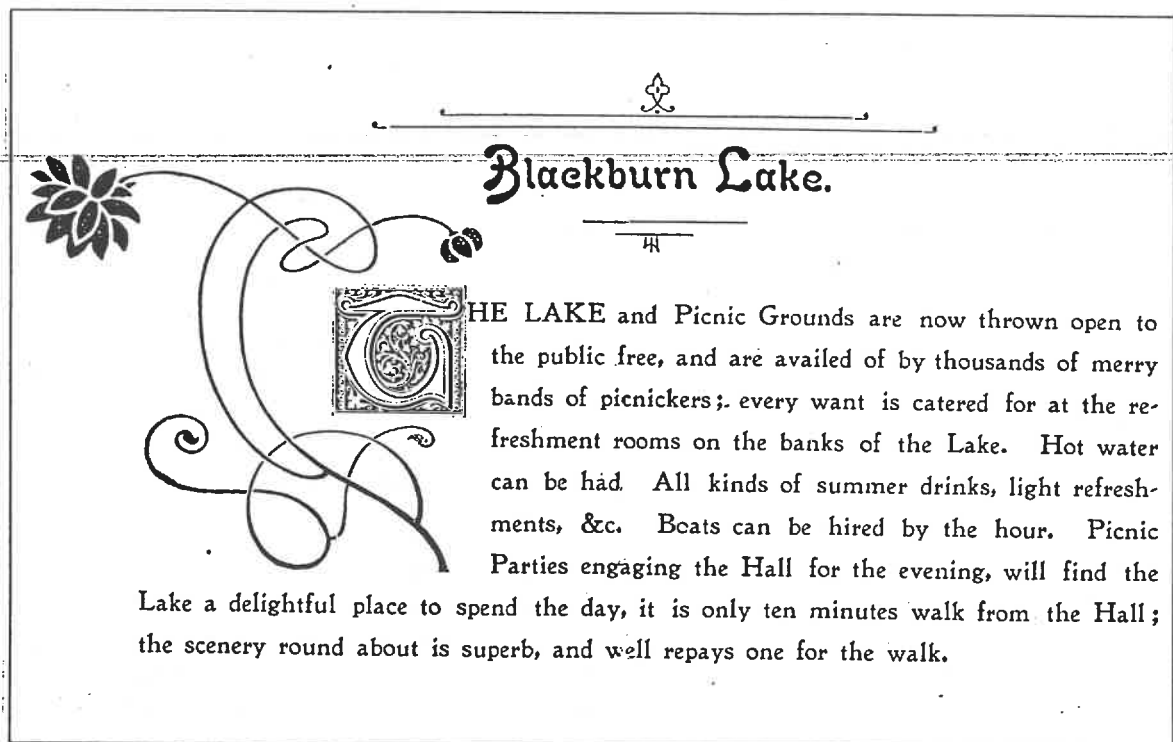 Blackburn Lake.
THE LAKE and Picnic Grounds are now thrown open to
the public free, and are availed of by thousands of merry
bands of picnickers; every want is catered for at the re-
freshment rooms on the banks of the Lake. Hot water
can be had. All kinds of summer drinks, light refresh-
ments, &c. Boats can be hired by the hour. Picnic
Parties engaging the Hall for the evening, will find the
Lake a delightful place to spend the day, it is only ten minutes walk from the Hall;
the scenery round about is superb, and well repays one for the walk.